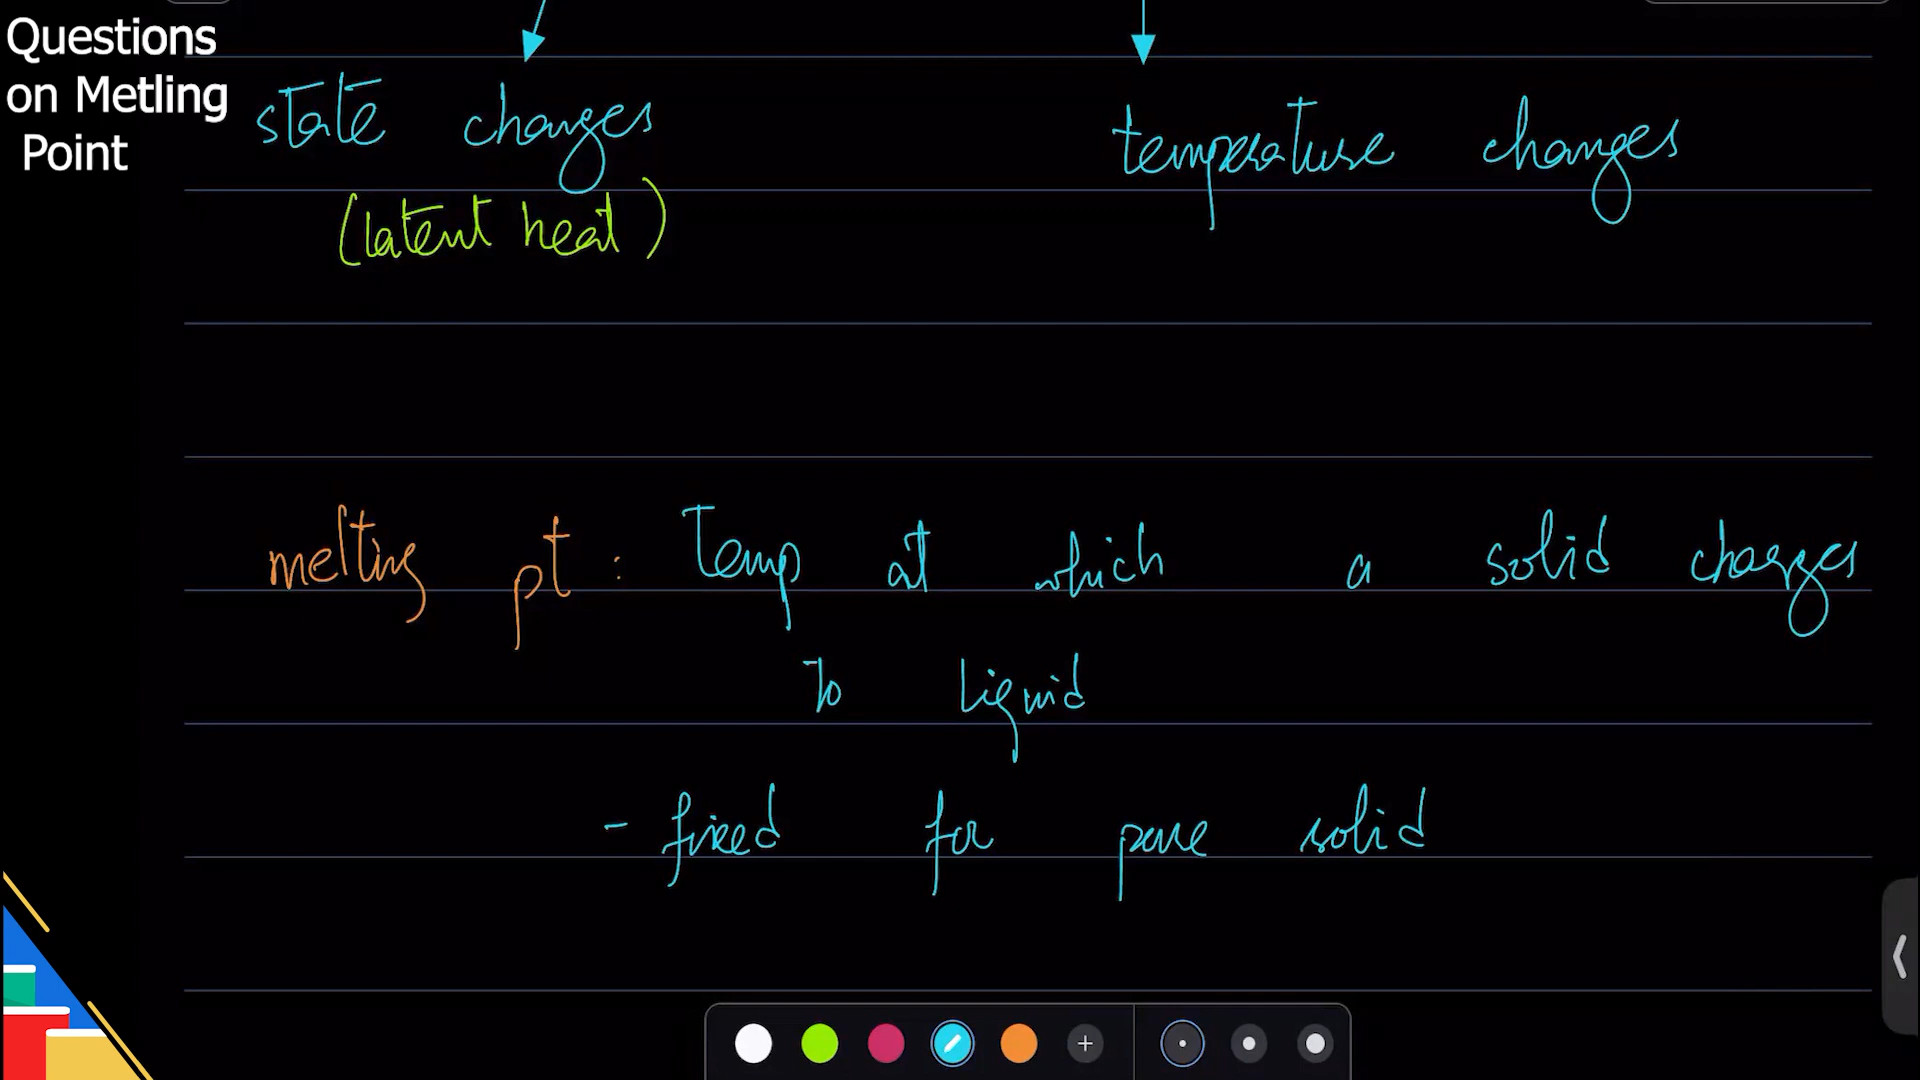 Questions
on Metling
Point
state changes
temperature changes
(latent heat)
melting pt : Temp at which a solid changes
to liquid
- fixed for pure solid